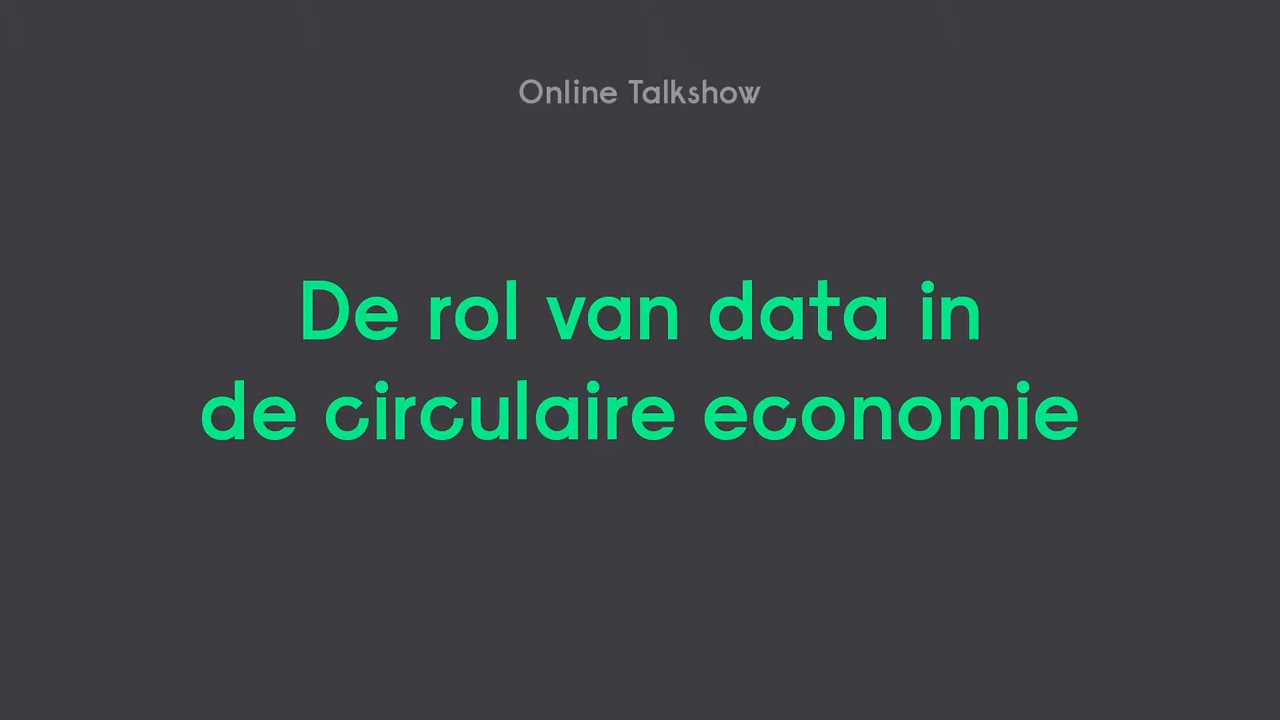 Online Talkshow
De rol van data in
de circulaire economie